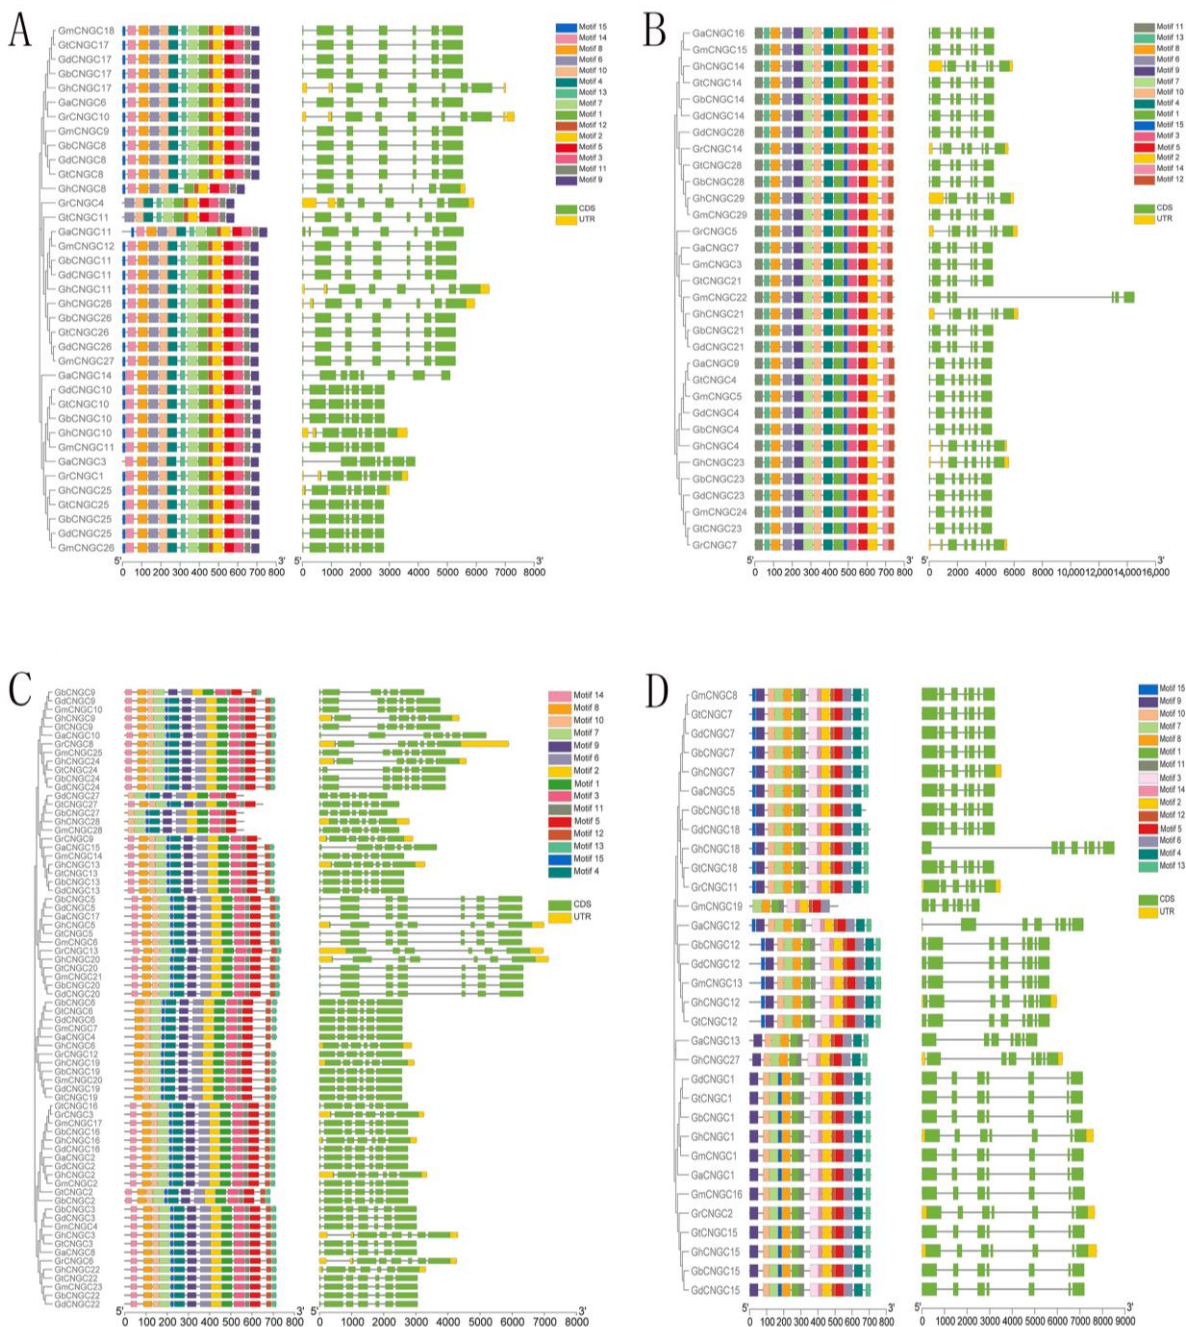 A
GmCNGC18
GtCNGC17
GdCNGC17
GbCNGC17
GhCNGC17
GaCNGC6
GrCNGC10
GmCNGC9
GbCNGC8
GdCNGC8
GtCNGC8
GhCNGC8
GrCNGC4
GtCNGC11
GaCNGC11
GmCNGC12
GbCNGC11
GdCNGC11
GhCNGC11
GhCNGC26
GbCNGC26
GtCNGC26
GdCNGC26
GmCNGC27
GaCNGC14
GdCNGC10
GtCNGC10
GbCNGC10
GhCNGC10
GmCNGC11
GaCNGC3
GrCNGC1
GhCNGC25
GtCNGC25
GbCNGC25
GdCNGC25
GmCNGC26
5' 3'
0 100 200 300 400 500 600 700 800
5' 3'
0 1000 2000 3000 4000 5000 6000 7000 8000
Motif 15
Motif 14
Motif 8
Motif 6
Motif 10
Motif 4
Motif 13
Motif 7
Motif 1
Motif 12
Motif 2
Motif 5
Motif 3
Motif 11
Motif 9
CDS
UTR
B
GaCNGC16
GmCNGC15
GhCNGC14
GtCNGC14
GbCNGC14
GdCNGC14
GdCNGC28
GrCNGC14
GtCNGC28
GbCNGC28
GhCNGC29
GmCNGC29
GrCNGC5
GaCNGC7
GmCNGC3
GtCNGC21
GmCNGC22
GhCNGC21
GbCNGC21
GdCNGC21
GaCNGC9
GtCNGC4
GmCNGC5
GdCNGC4
GbCNGC4
GhCNGC4
GhCNGC23
GbCNGC23
GdCNGC23
GmCNGC24
GtCNGC23
GrCNGC7
5' 3'
0 100 200 300 400 500 600 700 800
5' 3'
0 2000 4000 6000 8000 10,000 12,000 14,000 16,000
Motif 11
Motif 13
Motif 8
Motif 6
Motif 9
Motif 7
Motif 10
Motif 4
Motif 1
Motif 15
Motif 3
Motif 5
Motif 2
Motif 14
Motif 12
CDS
UTR
C
GbCNGC9
GdCNGC9
GmCNGC10
GhCNGC9
GtCNGC9
GaCNGC10
GrCNGC8
GmCNGC25
GhCNGC24
GtCNGC24
GbCNGC24
GdCNGC24
GdCNGC27
GtCNGC27
GbCNGC27
GhCNGC28
GmCNGC28
GrCNGC9
GaCNGC15
GmCNGC14
GhCNGC13
GtCNGC13
GbCNGC13
GdCNGC13
GbCNGC5
GdCNGC5
GaCNGC17
GhCNGC5
GtCNGC5
GmCNGC6
GrCNGC13
GhCNGC20
GtCNGC20
GmCNGC21
GbCNGC20
GdCNGC20
GbCNGC6
GtCNGC6
GdCNGC6
GmCNGC7
GaCNGC4
GhCNGC6
GrCNGC12
GhCNGC19
GbCNGC19
GmCNGC20
GdCNGC19
GtCNGC19
GtCNGC16
GrCNGC3
GmCNGC17
GbCNGC16
GhCNGC16
GdCNGC16
GaCNGC2
GdCNGC2
GhCNGC2
GmCNGC2
GtCNGC2
GbCNGC2
GbCNGC3
GdCNGC3
GmCNGC4
GhCNGC3
GtCNGC3
GaCNGC8
GrCNGC6
GhCNGC22
GtCNGC22
GmCNGC23
GbCNGC22
GdCNGC22
5' 3'
0 100 200 300 400 500 600 700 800
5' 3'
0 1000 2000 3000 4000 5000 6000 7000 8000
Motif 14
Motif 8
Motif 10
Motif 7
Motif 9
Motif 6
Motif 2
Motif 1
Motif 3
Motif 11
Motif 5
Motif 12
Motif 13
Motif 15
Motif 4
CDS
UTR
D
GmCNGC8
GtCNGC7
GdCNGC7
GbCNGC7
GhCNGC7
GaCNGC5
GbCNGC18
GdCNGC18
GhCNGC18
GtCNGC18
GrCNGC11
GmCNGC19
GaCNGC12
GbCNGC12
GdCNGC12
GmCNGC13
GhCNGC12
GtCNGC12
GaCNGC13
GhCNGC27
GdCNGC1
GtCNGC1
GbCNGC1
GhCNGC1
GmCNGC1
GaCNGC1
GmCNGC16
GrCNGC2
GtCNGC15
GhCNGC15
GbCNGC15
GdCNGC15
5' 3'
0 100 200 300 400 500 600 700 800
5' 3'
0 1000 2000 3000 4000 5000 6000 7000 8000 9000
Motif 15
Motif 9
Motif 10
Motif 7
Motif 8
Motif 1
Motif 11
Motif 3
Motif 14
Motif 2
Motif 12
Motif 5
Motif 6
Motif 4
Motif 13
CDS
UTR